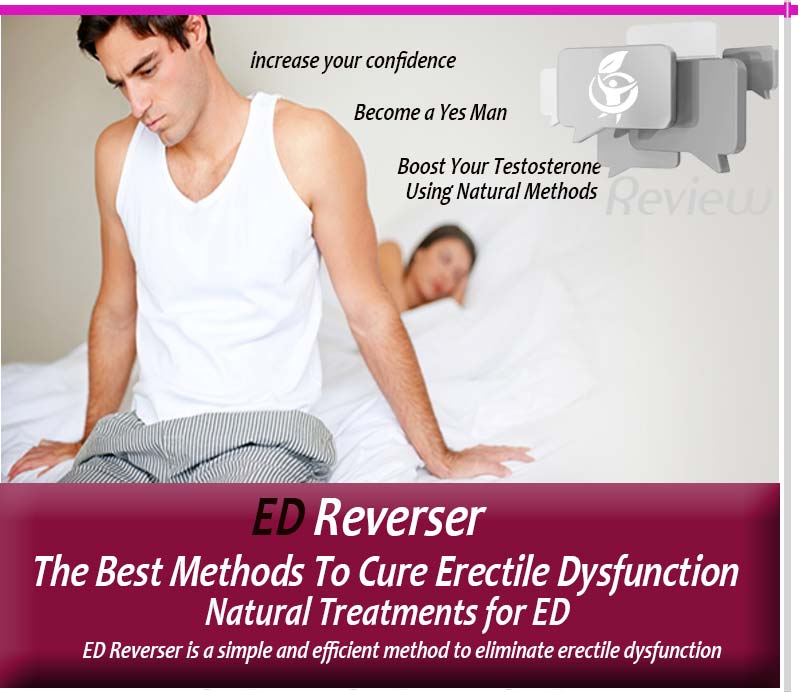 increase your confidence
Become a Yes Man
Boost Your Testosterone
Using Natural Methods
Review
ED Reverser
The Best Methods To Cure Erectile Dysfunction
Natural Treatments for ED
ED Reverser is a simple and efficient method to eliminate erectile dysfunction